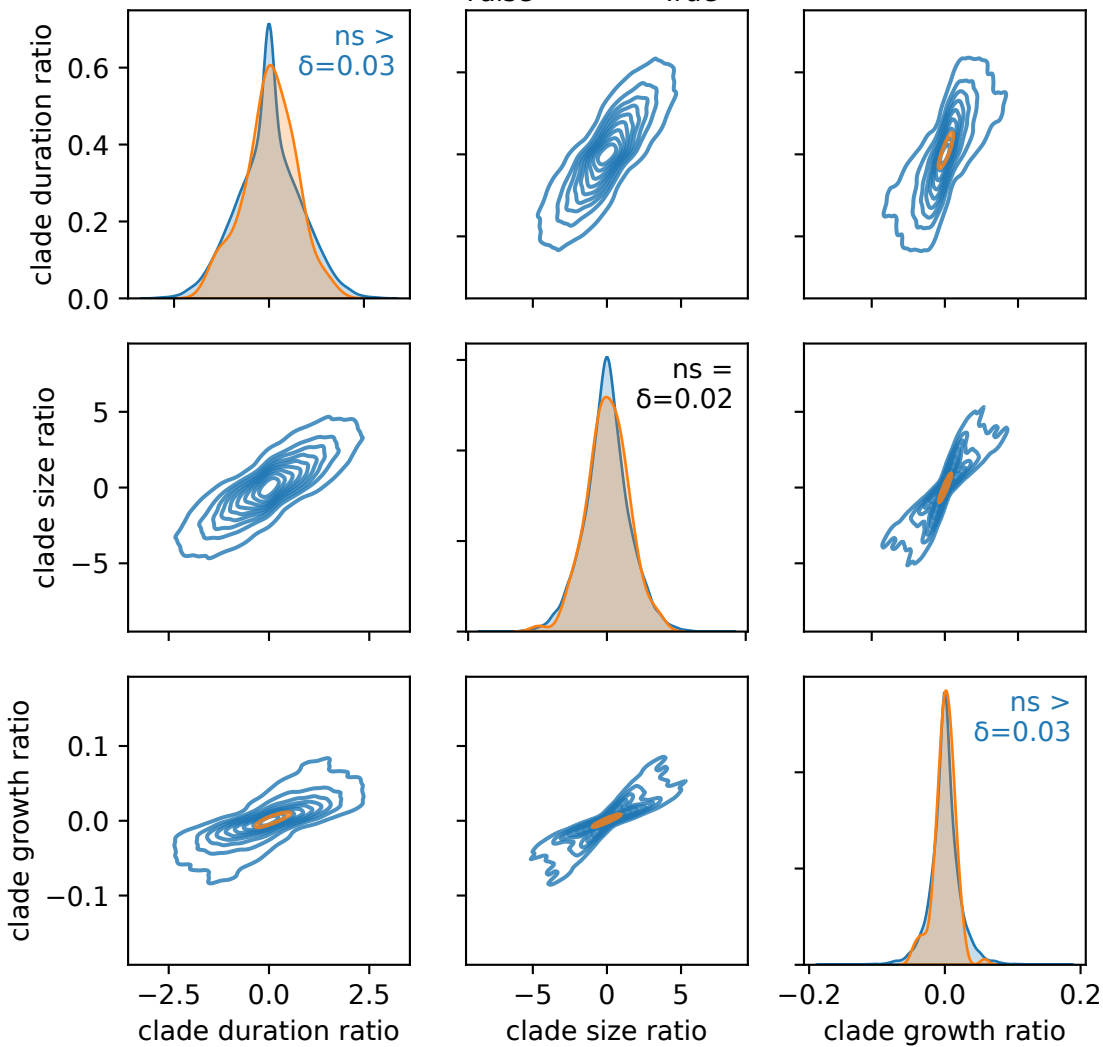 clade duration ratio
0.6
0.4
0.2
0.0
ns >
δ=0.03
clade size ratio
5
0
−5
ns =
δ=0.02
clade growth ratio
0.1
0.0
−0.1
ns >
δ=0.03
−2.5 0.0 2.5
−5 0 5
−0.2 0.0 0.2
clade duration ratio
clade size ratio
clade growth ratio